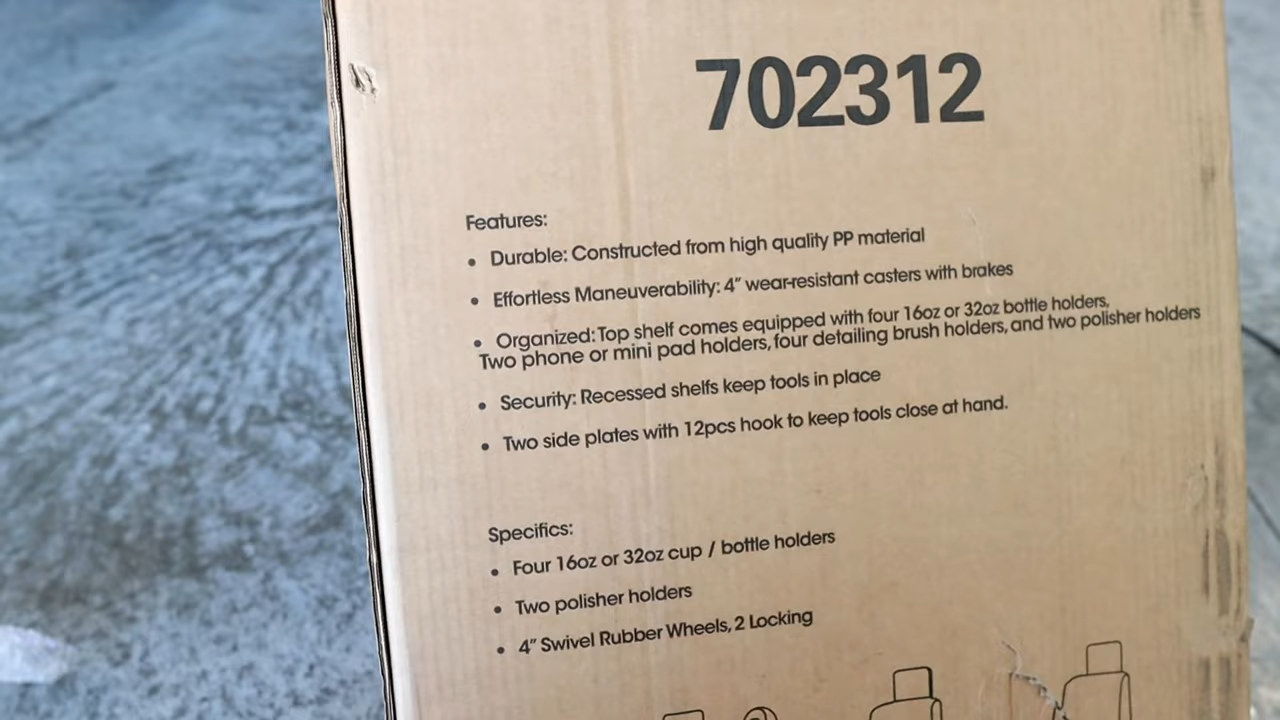 702312
Features:
• Durable: Constructed from high quality PP material
• Effortless Maneuverability: 4" wear-resistant casters with brakes
• Organized: Top shelf comes equipped with four 16oz or 32oz bottle holders,
Two phone or mini pad holders, four detailing brush holders, and two polisher holders
• Security: Recessed shelfs keep tools in place
• Two side plates with 12pcs hook to keep tools close at hand.
Specifics:
• Four 16oz or 32oz cup / bottle holders
• Two polisher holders
• 4" Swivel Rubber Wheels, 2 Locking